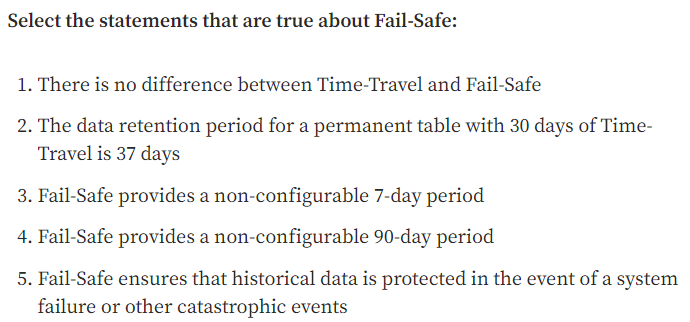 Select the statements that are true about Fail-Safe:
1. There is no difference between Time-Travel and Fail-Safe
2. The data retention period for a permanent table with 30 days of Time-
Travel is 37 days
3. Fail-Safe provides a non-configurable 7-day period
4. Fail-Safe provides a non-configurable 90-day period
5. Fail-Safe ensures that historical data is protected in the event of a system
failure or other catastrophic events